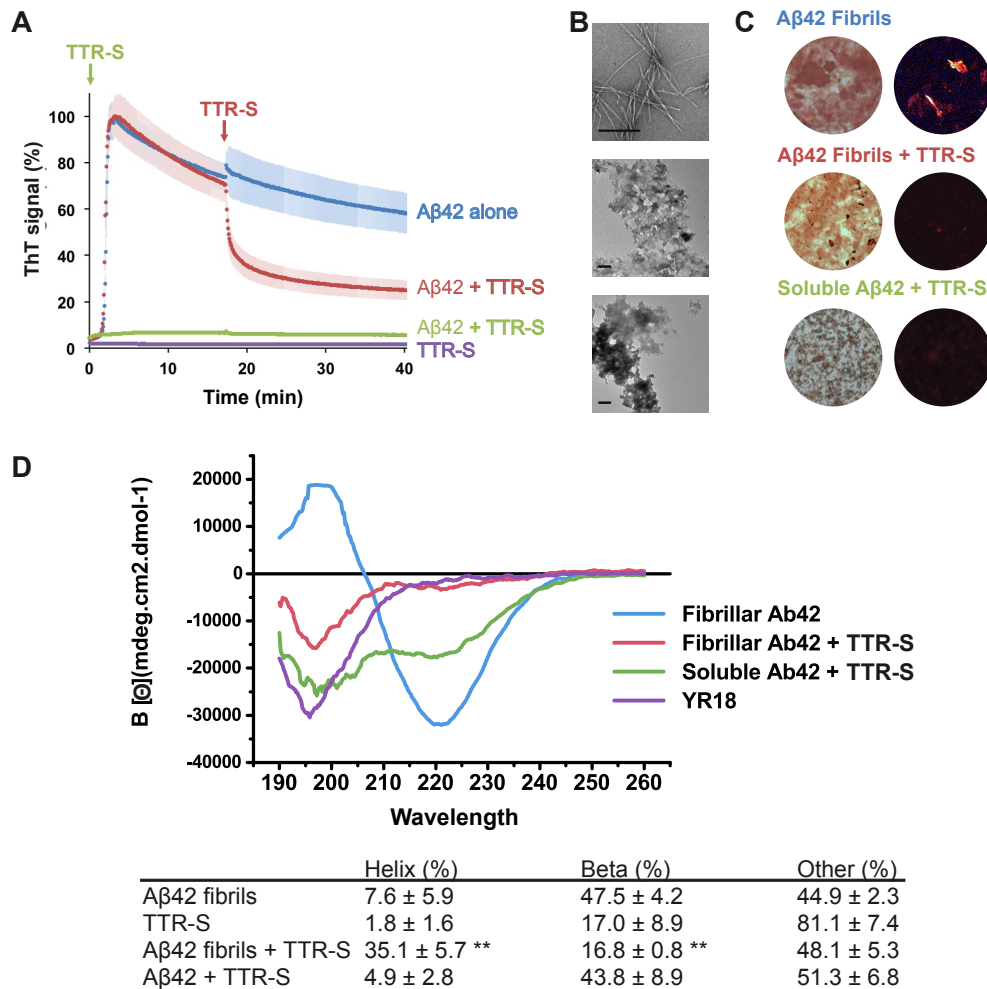 A
TTR-S
TTR-S
ThT signal (%)
100
80
60
40
20
0
0
10
20
30
40
Time (min)
Aβ42 alone
Aβ42 + TTR-S
Aβ42 + TTR-S
TTR-S
B
C
Aβ42 Fibrils
Aβ42 Fibrils + TTR-S
Soluble Aβ42 + TTR-S
D
B [Θ](mdeg.cm2.dmol-1)
20000
10000
0
-10000
-20000
-30000
-40000
190 200 210 220 230 240 250 260
Wavelength
Fibrillar Ab42
Fibrillar Ab42 + TTR-S
Soluble Ab42 + TTR-S
YR18
Helix (%) Beta (%) Other (%)
Aβ42 fibrils 7.6 ± 5.9 47.5 ± 4.2 44.9 ± 2.3
TTR-S 1.8 ± 1.6 17.0 ± 8.9 81.1 ± 7.4
Aβ42 fibrils + TTR-S 35.1 ± 5.7 ** 16.8 ± 0.8 ** 48.1 ± 5.3
Aβ42 + TTR-S 4.9 ± 2.8 43.8 ± 8.9 51.3 ± 6.8